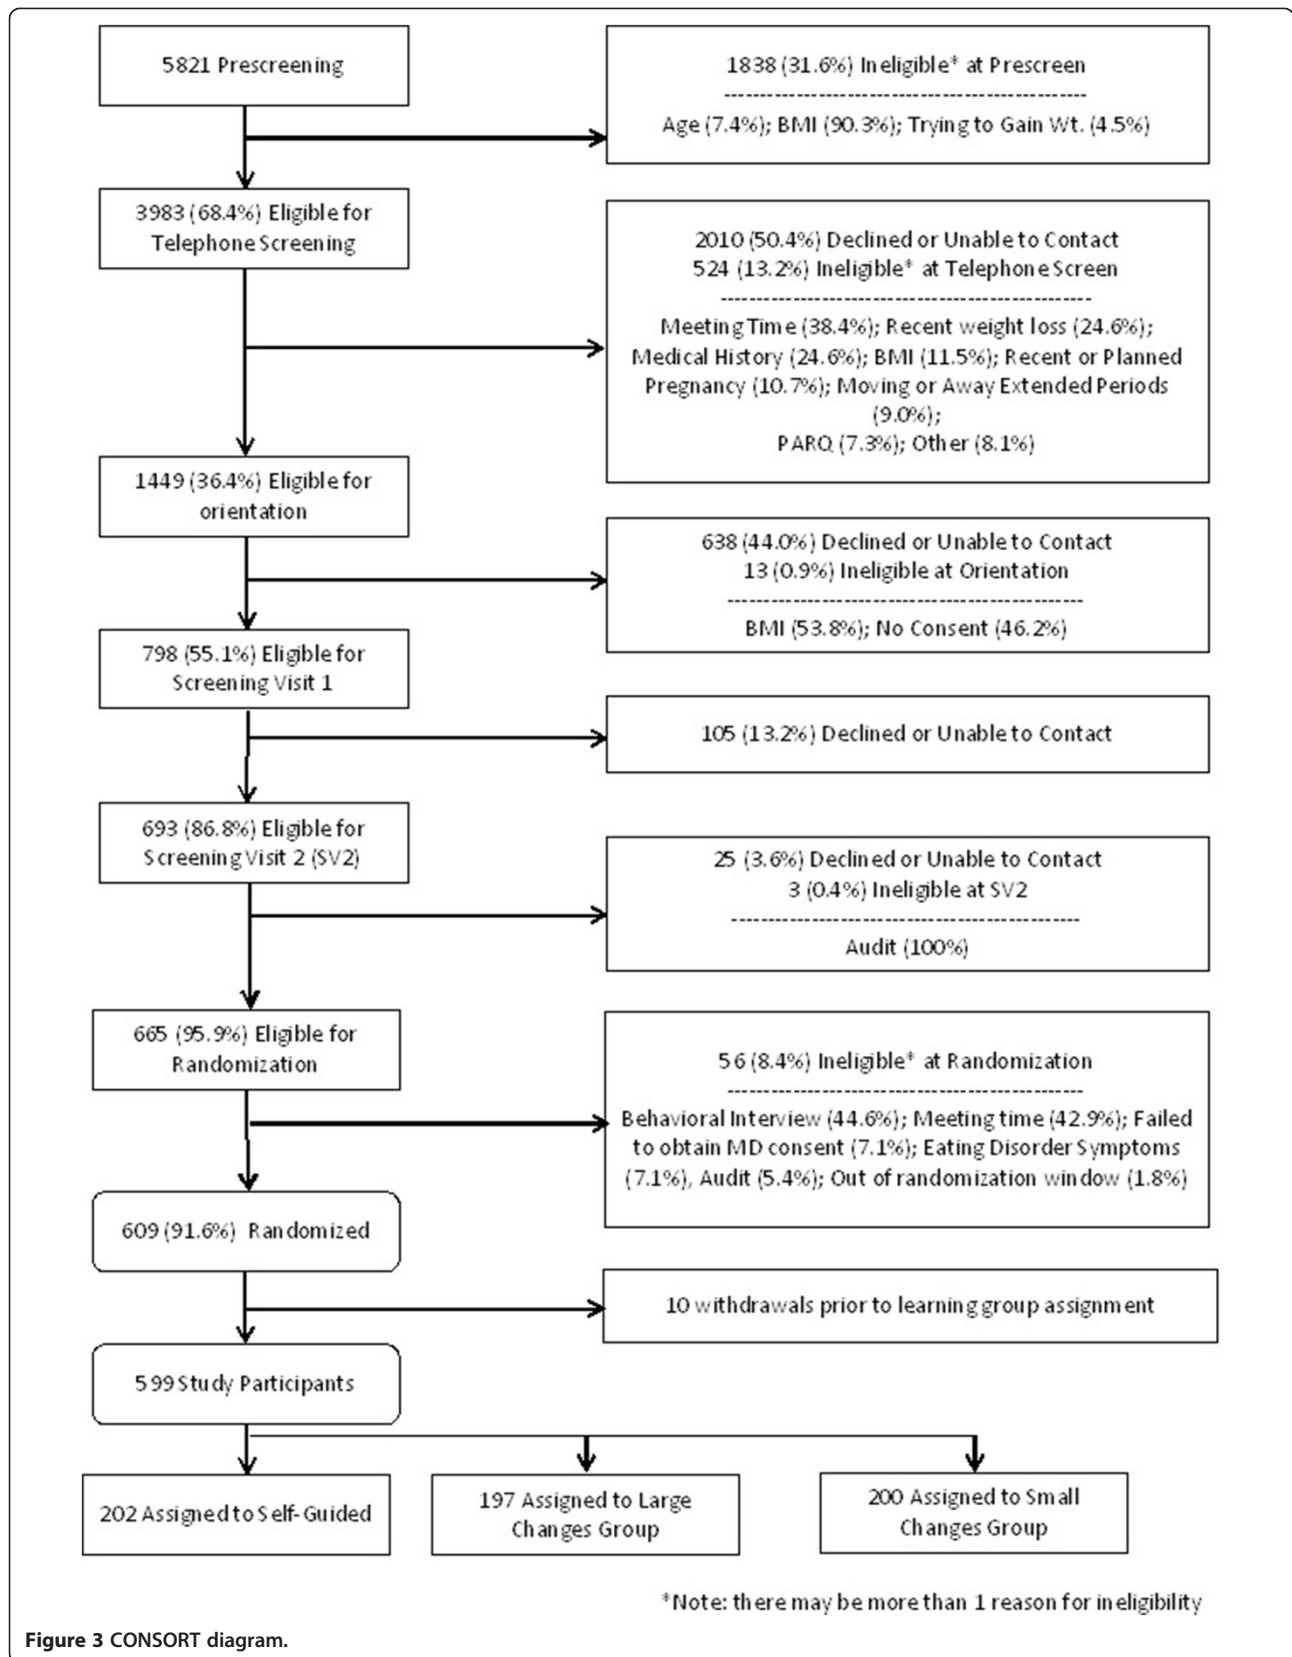 5821 Prescreening
1838 (31.6%) Ineligible* at Prescreen
--------------------------------------------------
Age (7.4%); BMI (90.3%); Trying to Gain Wt. (4.5%)
3983 (68.4%) Eligible for
Telephone Screening
2010 (50.4%) Declined or Unable to Contact
524 (13.2%) Ineligible* at Telephone Screen
---------------------------------------------------
Meeting Time (38.4%); Recent weight loss (24.6%);
Medical History (24.6%); BMI (11.5%); Recent or Planned
Pregnancy (10.7%); Moving or Away Extended Periods
(9.0%);
PARQ (7.3%); Other (8.1%)
1449 (36.4%) Eligible for
orientation
638 (44.0%) Declined or Unable to Contact
13 (0.9%) Ineligible at Orientation
-------------------------------------------------
BMI (53.8%); No Consent (46.2%)
798 (55.1%) Eligible for
Screening Visit 1
105 (13.2%) Declined or Unable to Contact
693 (86.8%) Eligible for
Screening Visit 2 (SV2)
25 (3.6%) Declined or Unable to Contact
3 (0.4%) Ineligible at SV2
------------------------------------------------
Audit (100%)
665 (95.9%) Eligible for
Randomization
56 (8.4%) Ineligible* at Randomization
-------------------------------------------------
Behavioral Interview (44.6%); Meeting time (42.9%); Failed
to obtain MD consent (7.1%); Eating Disorder Symptoms
(7.1%), Audit (5.4%); Out of randomization window (1.8%)
609 (91.6%) Randomized
10 withdrawals prior to learning group assignment
599 Study Participants
202 Assigned to Self-Guided
197 Assigned to Large
Changes Group
200 Assigned to Small
Changes Group
*Note: there may be more than 1 reason for ineligibility
Figure 3 CONSORT diagram.